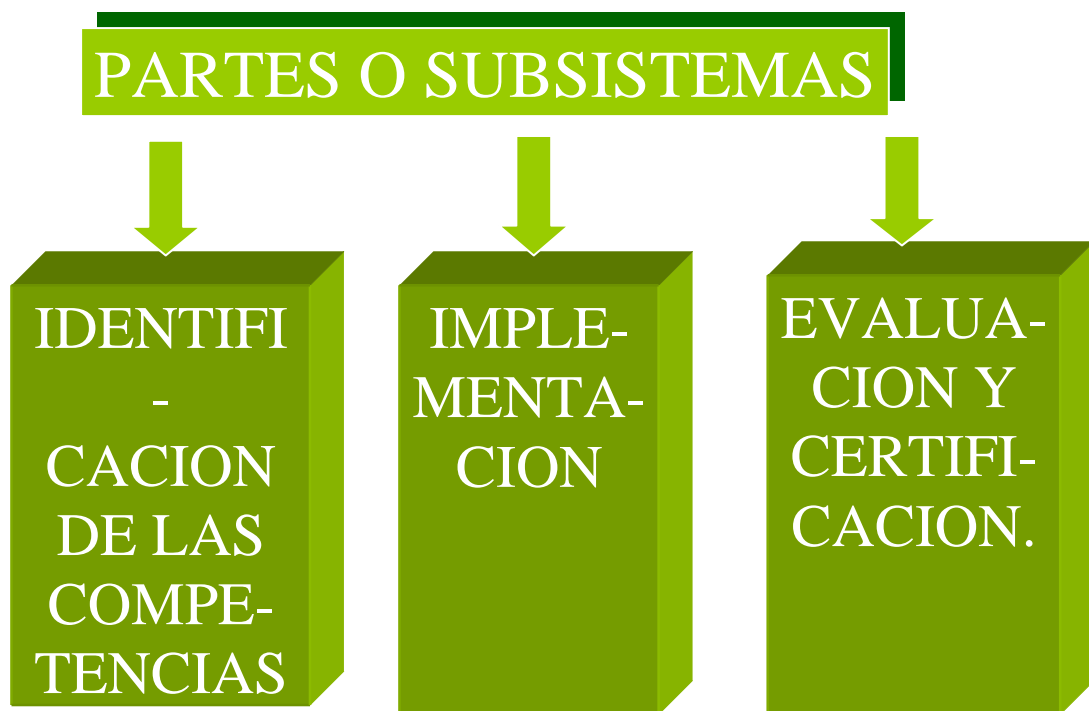 PARTES O SUBSISTEMAS
IDENTIFI
-
CACION
DE LAS
COMPE-
TENCIAS
IMPLE-
MENTA-
CION
EVALUA-
CION Y
CERTIFI-
CACION.